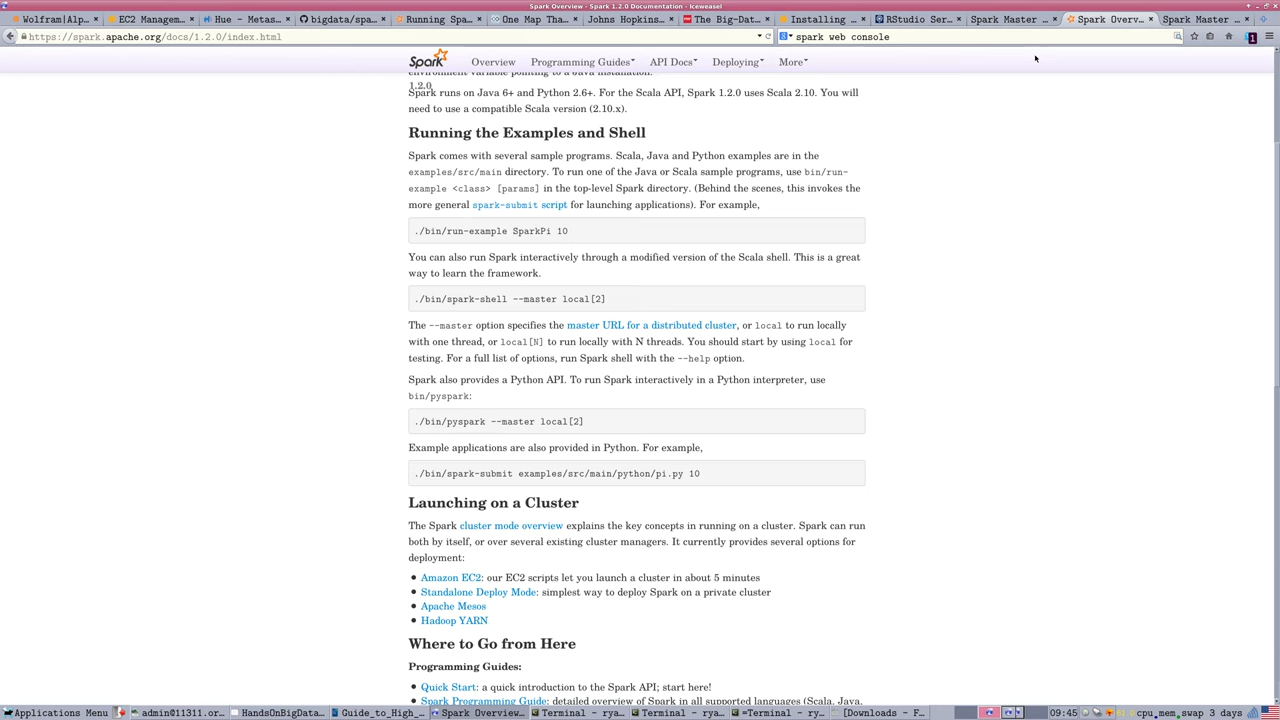 Spark Overview - Spark 1.2.0 Documentation - Iceweasel
Wolfram|Alp...
EC2 Managem...
Hue - Metas...
bigdata/spa...
Running Spa...
One Map Tha...
Johns Hopkins...
The Big-Dat...
Installing ...
RStudio Ser...
Spark Master ...
Spark Overv...
Spark Master ...
https://spark.apache.org/docs/1.2.0/index.html
spark web console
Spark
1.2.0
Overview
Programming Guides
API Docs
Deploying
More
environment variable pointing to a Java installation.
Spark runs on Java 6+ and Python 2.6+. For the Scala API, Spark 1.2.0 uses Scala 2.10. You will
need to use a compatible Scala version (2.10.x).
Running the Examples and Shell
Spark comes with several sample programs. Scala, Java and Python examples are in the
examples/src/main directory. To run one of the Java or Scala sample programs, use bin/run-
example <class> [params] in the top-level Spark directory. (Behind the scenes, this invokes the
more general spark-submit script for launching applications). For example,
./bin/run-example SparkPi 10
You can also run Spark interactively through a modified version of the Scala shell. This is a great
way to learn the framework.
./bin/spark-shell --master local[2]
The --master option specifies the master URL for a distributed cluster, or local to run locally
with one thread, or local[N] to run locally with N threads. You should start by using local for
testing. For a full list of options, run Spark shell with the --help option.
Spark also provides a Python API. To run Spark interactively in a Python interpreter, use
bin/pyspark:
./bin/pyspark --master local[2]
Example applications are also provided in Python. For example,
./bin/spark-submit examples/src/main/python/pi.py 10
Launching on a Cluster
The Spark cluster mode overview explains the key concepts in running on a cluster. Spark can run
both by itself, or over several existing cluster managers. It currently provides several options for
deployment:
• Amazon EC2: our EC2 scripts let you launch a cluster in about 5 minutes
• Standalone Deploy Mode: simplest way to deploy Spark on a private cluster
• Apache Mesos
• Hadoop YARN
Where to Go from Here
Programming Guides:
• Quick Start: a quick introduction to the Spark API; start here!
• Spark Programming Guide: detailed overview of Spark in all supported languages (Scala, Java,
Applications Menu
admin@11311.or...
HandsOnBigData...
Guide_to_High_...
Spark Overview...
Terminal - rya...
Terminal - rya...
=Terminal - ry...
[Downloads - F...
09:45
cpu mem swap 3 days